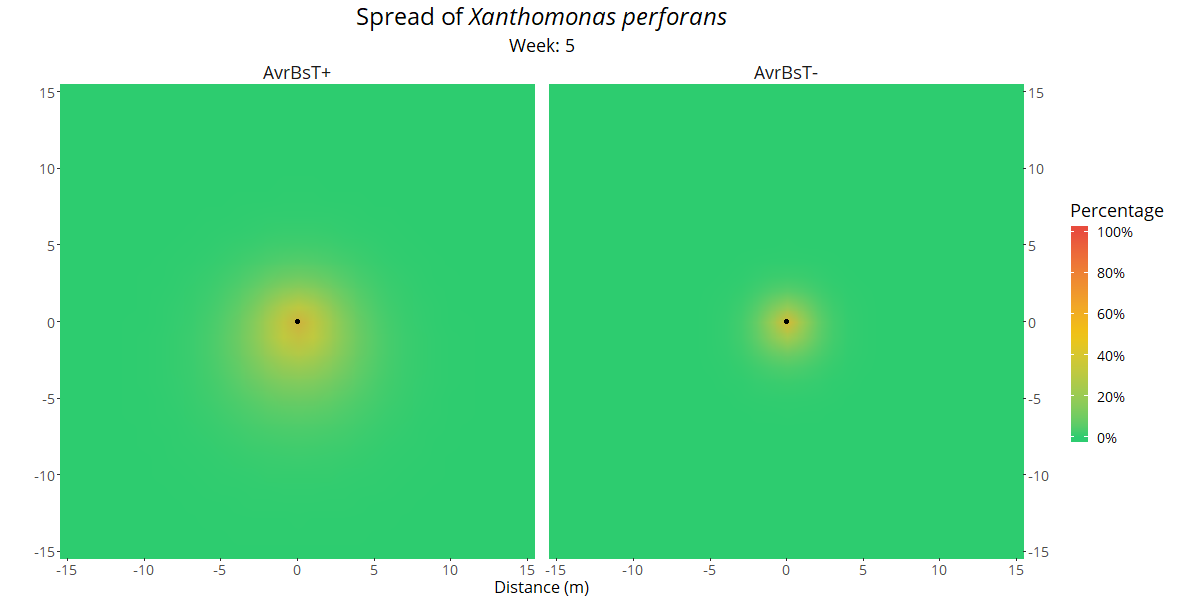 Spread of Xanthomonas perforans
Week: 5
AvrBsT+
AvrBsT-
15
10
5
0
-5
-10
-15
-15 -10 -5 0 5 10 15
-15 -10 -5 0 5 10 15
15
10
5
0
-5
-10
-15
Distance (m)
Percentage
100%
80%
60%
40%
20%
0%